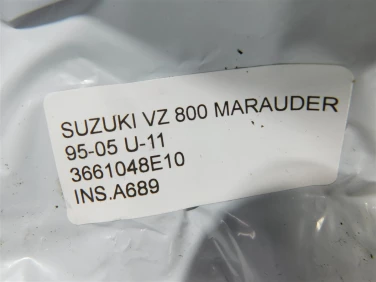 SUZUKI VZ 800 MARAUDER
95-05 U-11
3661048E10
INS.A689